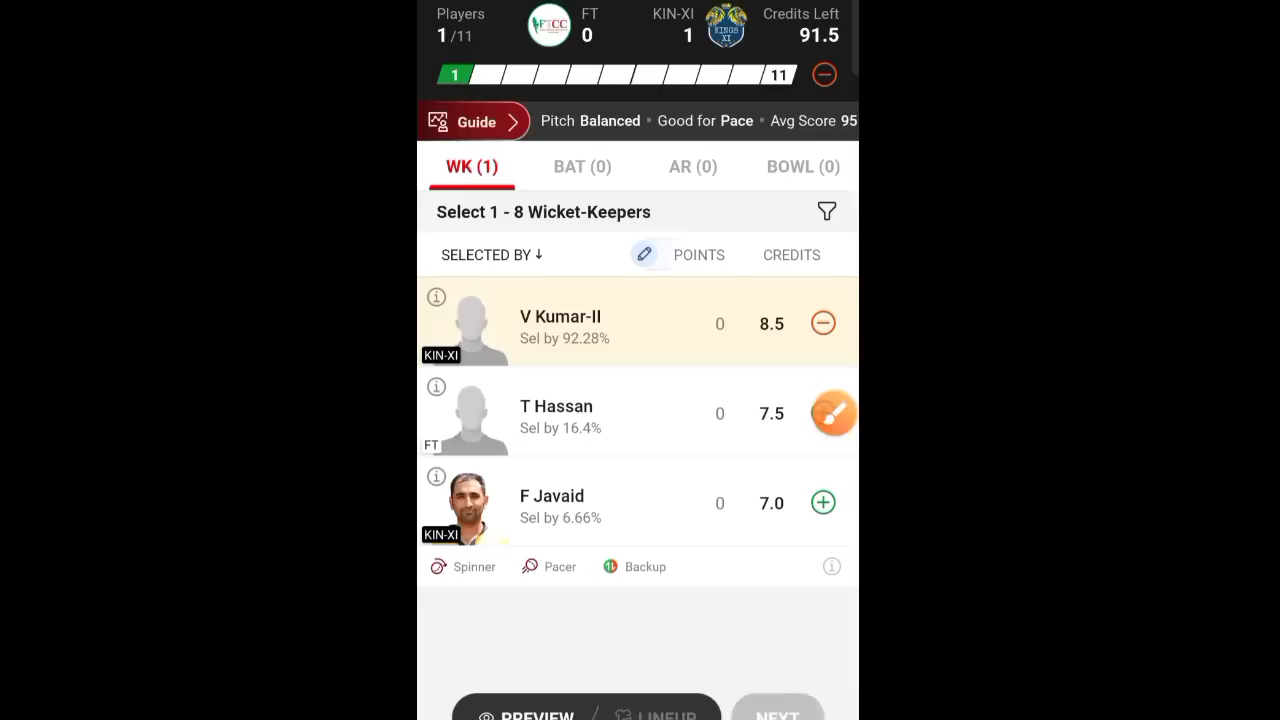 Players FT KIN-XI Credits Left
1 /11 FTCC 0 1 KINGS XI 91.5
1 11
Guide Pitch Balanced • Good for Pace • Avg Score 95
WK (1) BAT (0) AR (0) BOWL (0)
Select 1 - 8 Wicket-Keepers
SELECTED BY ↓ POINTS CREDITS
V Kumar-II
Sel by 92.28%
0 8.5
KIN-XI
T Hassan
Sel by 16.4%
0 7.5
FT
F Javaid
Sel by 6.66%
0 7.0
KIN-XI
Spinner Pacer Backup
PREVIEW / LINEUP NEXT